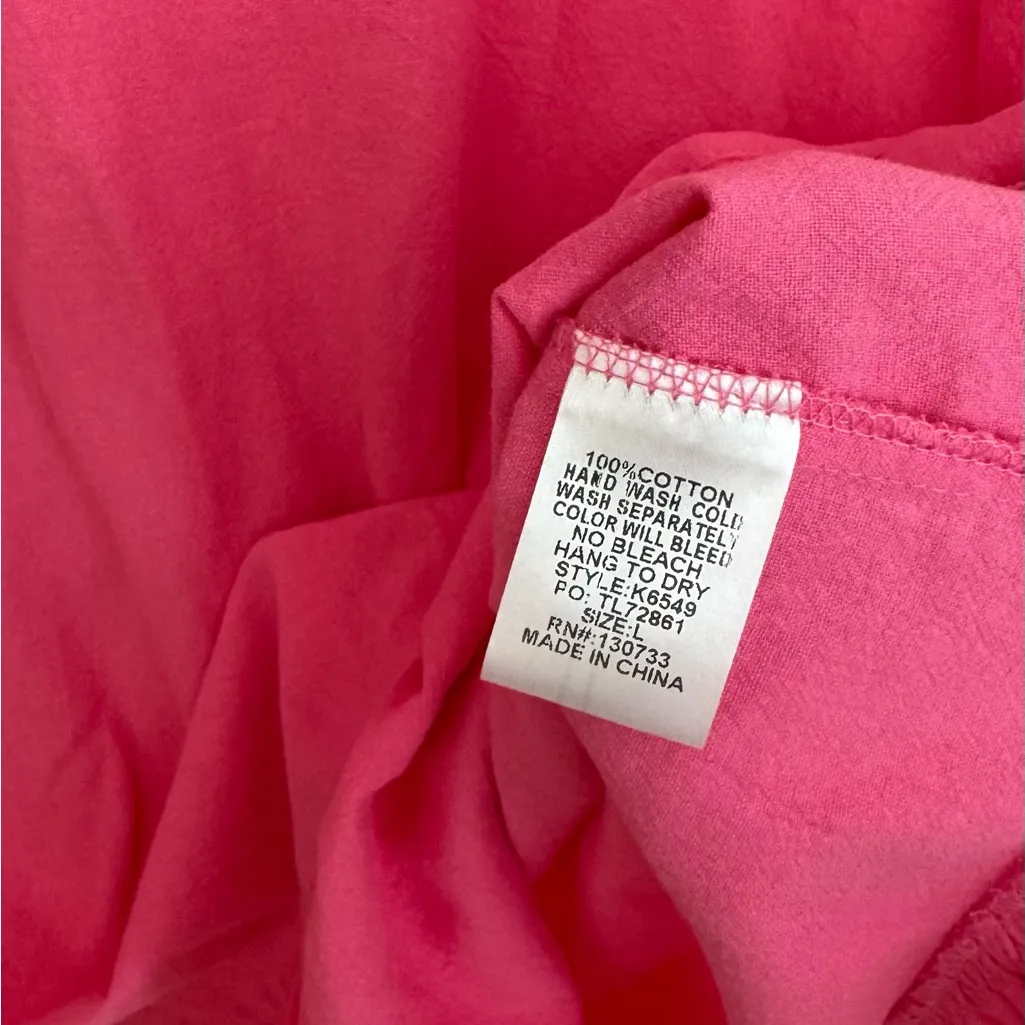 100%COTTON
HAND WASH COLD
WASH SEPARATELY
COLOR WILL BLEED
NO BLEACH
HANG TO DRY
STYLE:K6549
PO: TL72861
SIZE:L
RN#:130733
MADE IN CHINA